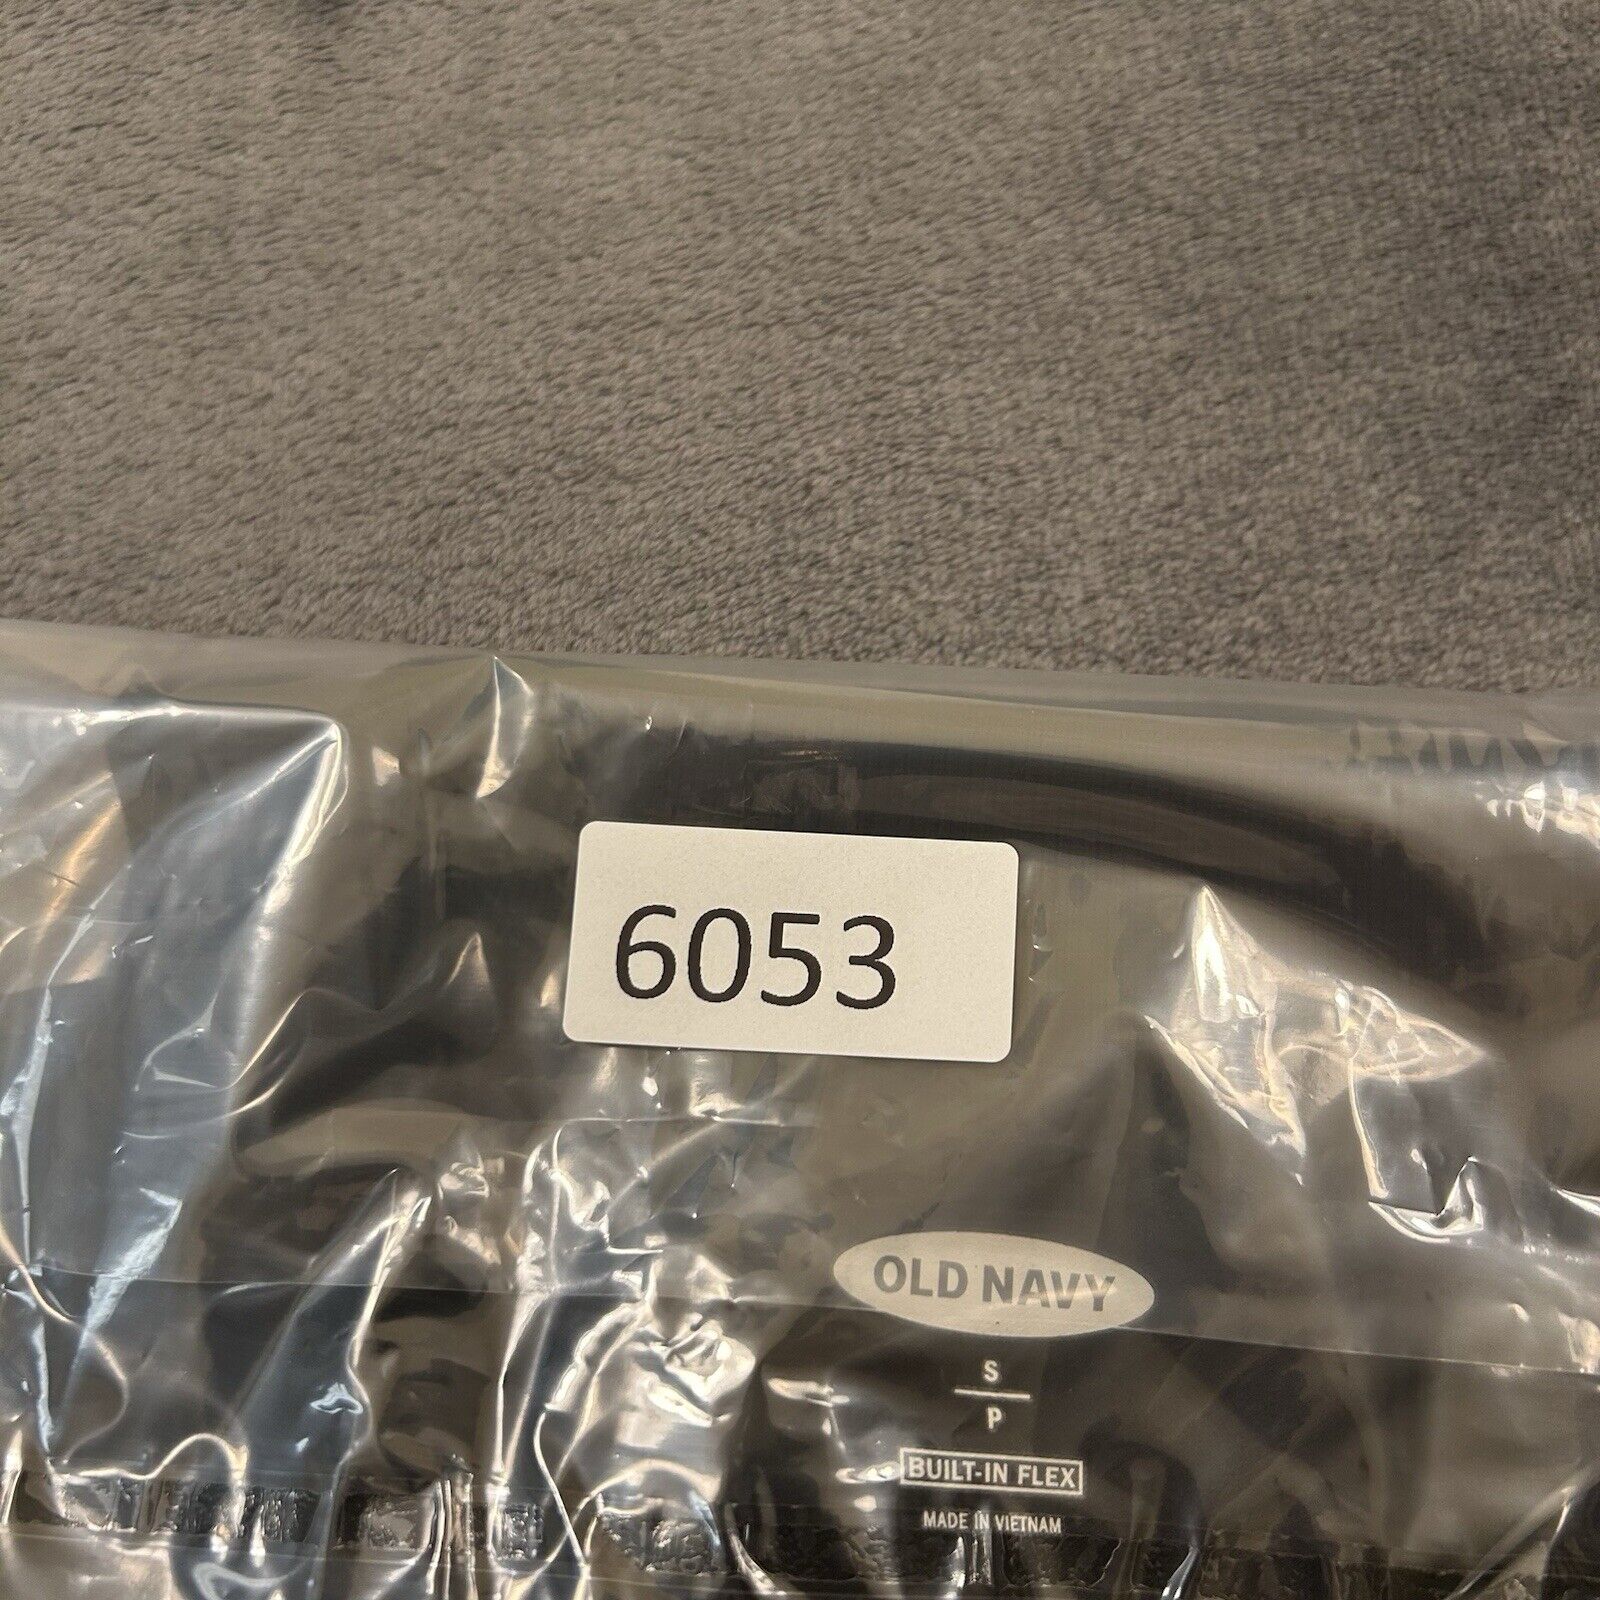 6053
OLD NAVY
S
P
BUILT-IN FLEX
MADE IN VIETNAM